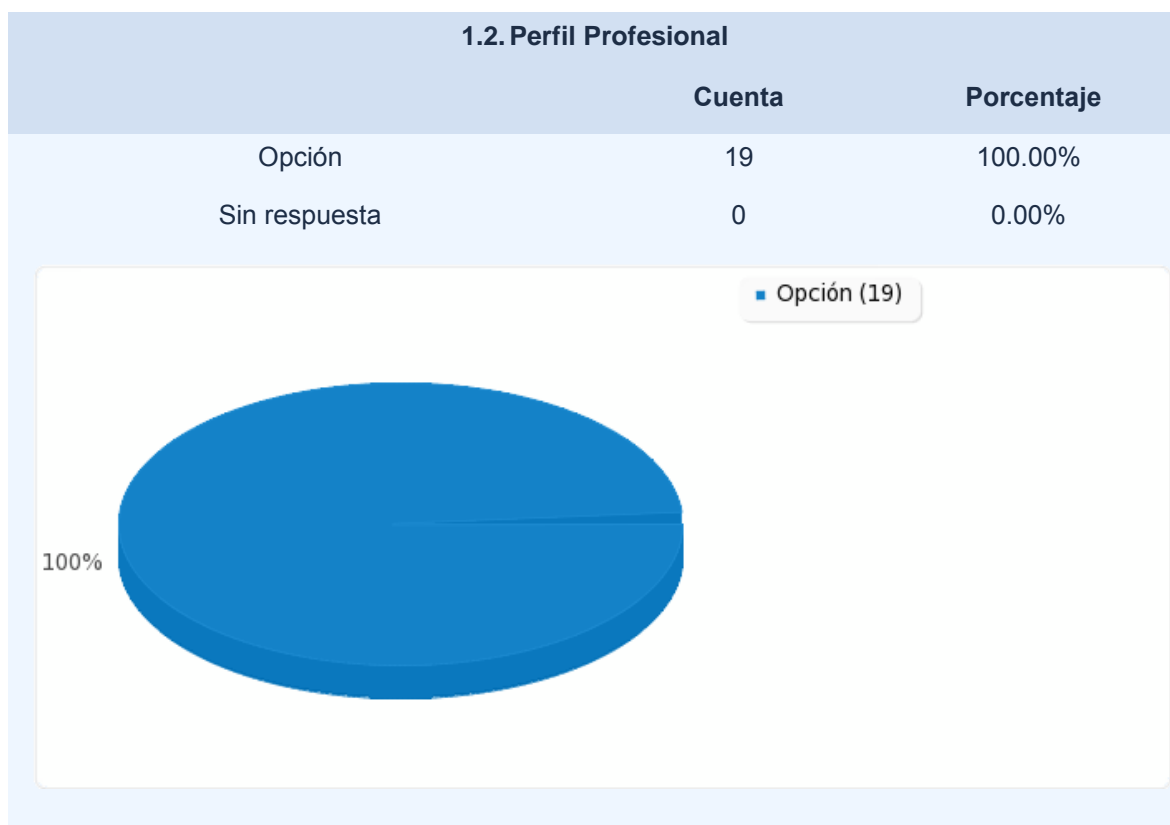 1.2. Perfil Profesional
Cuenta Porcentaje
Opción 19 100.00%
Sin respuesta 0 0.00%
Opción (19)
100%